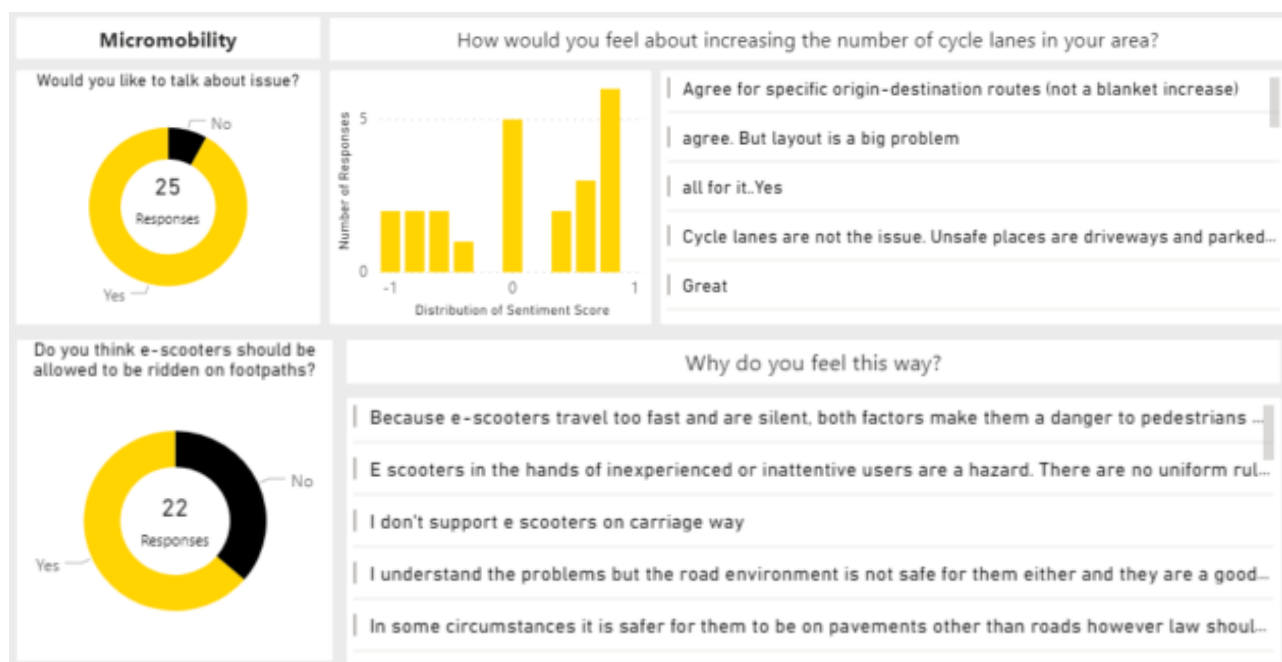 Micromobility
How would you feel about increasing the number of cycle lanes in your area?
Would you like to talk about issue?
No
25
Responses
Yes
Number of Responses
5
0
-1
0
1
Distribution of Sentiment Score
Agree for specific origin-destination routes (not a blanket increase)
agree. But layout is a big problem
all for it..Yes
Cycle lanes are not the issue. Unsafe places are driveways and parked...
Great
Do you think e-scooters should be
allowed to be ridden on footpaths?
No
22
Responses
Yes
Why do you feel this way?
Because e-scooters travel too fast and are silent, both factors make them a danger to pedestrians ...
E scooters in the hands of inexperienced or inattentive users are a hazard. There are no uniform rul...
I don't support e scooters on carriage way
I understand the problems but the road environment is not safe for them either and they are a good...
In some circumstances it is safer for them to be on pavements other than roads however law shoul...